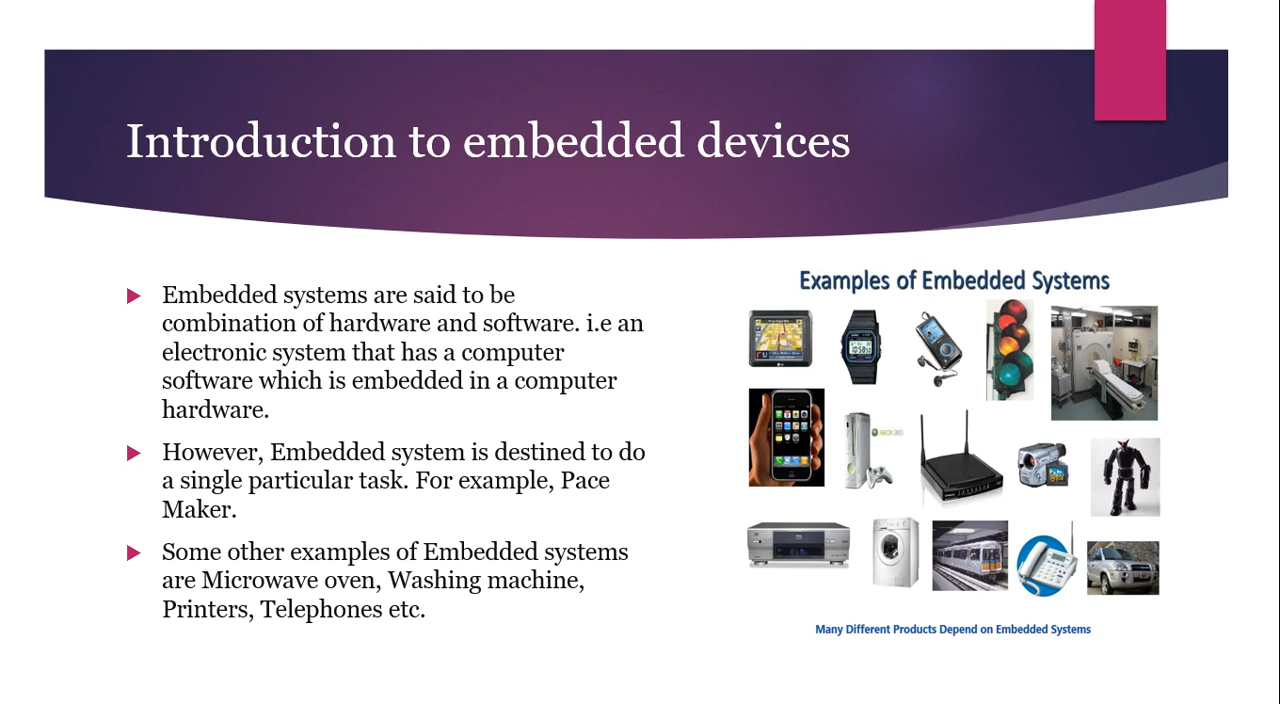 Introduction to embedded devices
Embedded systems are said to be
combination of hardware and software. i.e an
electronic system that has a computer
software which is embedded in a computer
hardware.
However, Embedded system is destined to do
a single particular task. For example, Pace
Maker.
Some other examples of Embedded systems
are Microwave oven, Washing machine,
Printers, Telephones etc.
Examples of Embedded Systems
XBOX 360
Many Different Products Depend on Embedded Systems